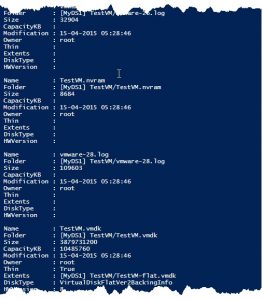 Folder : [MyDS1] TestVM/vmware-26.log
Size : 32904
CapacityKB :
Modification : 15-04-2015 05:28:46
Owner : root
Thin :
Extents :
DiskType :
HWVersion :
Name : TestVM.nvram
Folder : [MyDS1] TestVM/TestVM.nvram
Size : 8684
CapacityKB :
Modification : 15-04-2015 05:28:46
Owner : root
Thin :
Extents :
DiskType :
HWVersion :
Name : vmware-28.log
Folder : [MyDS1] TestVM/vmware-28.log
Size : 109603
CapacityKB :
Modification : 15-04-2015 05:28:46
Owner : root
Thin :
Extents :
DiskType :
HWVersion :
Name : TestVM.vmdk
Folder : [MyDS1] TestVM/TestVM.vmdk
Size : 3879731200
CapacityKB : 10485760
Modification : 15-04-2015 05:28:46
Owner : root
Thin : True
Extents : [MyDS1] TestVM/TestVM-flat.vmdk
DiskType : VirtualDiskFlatVer2BackingInfo